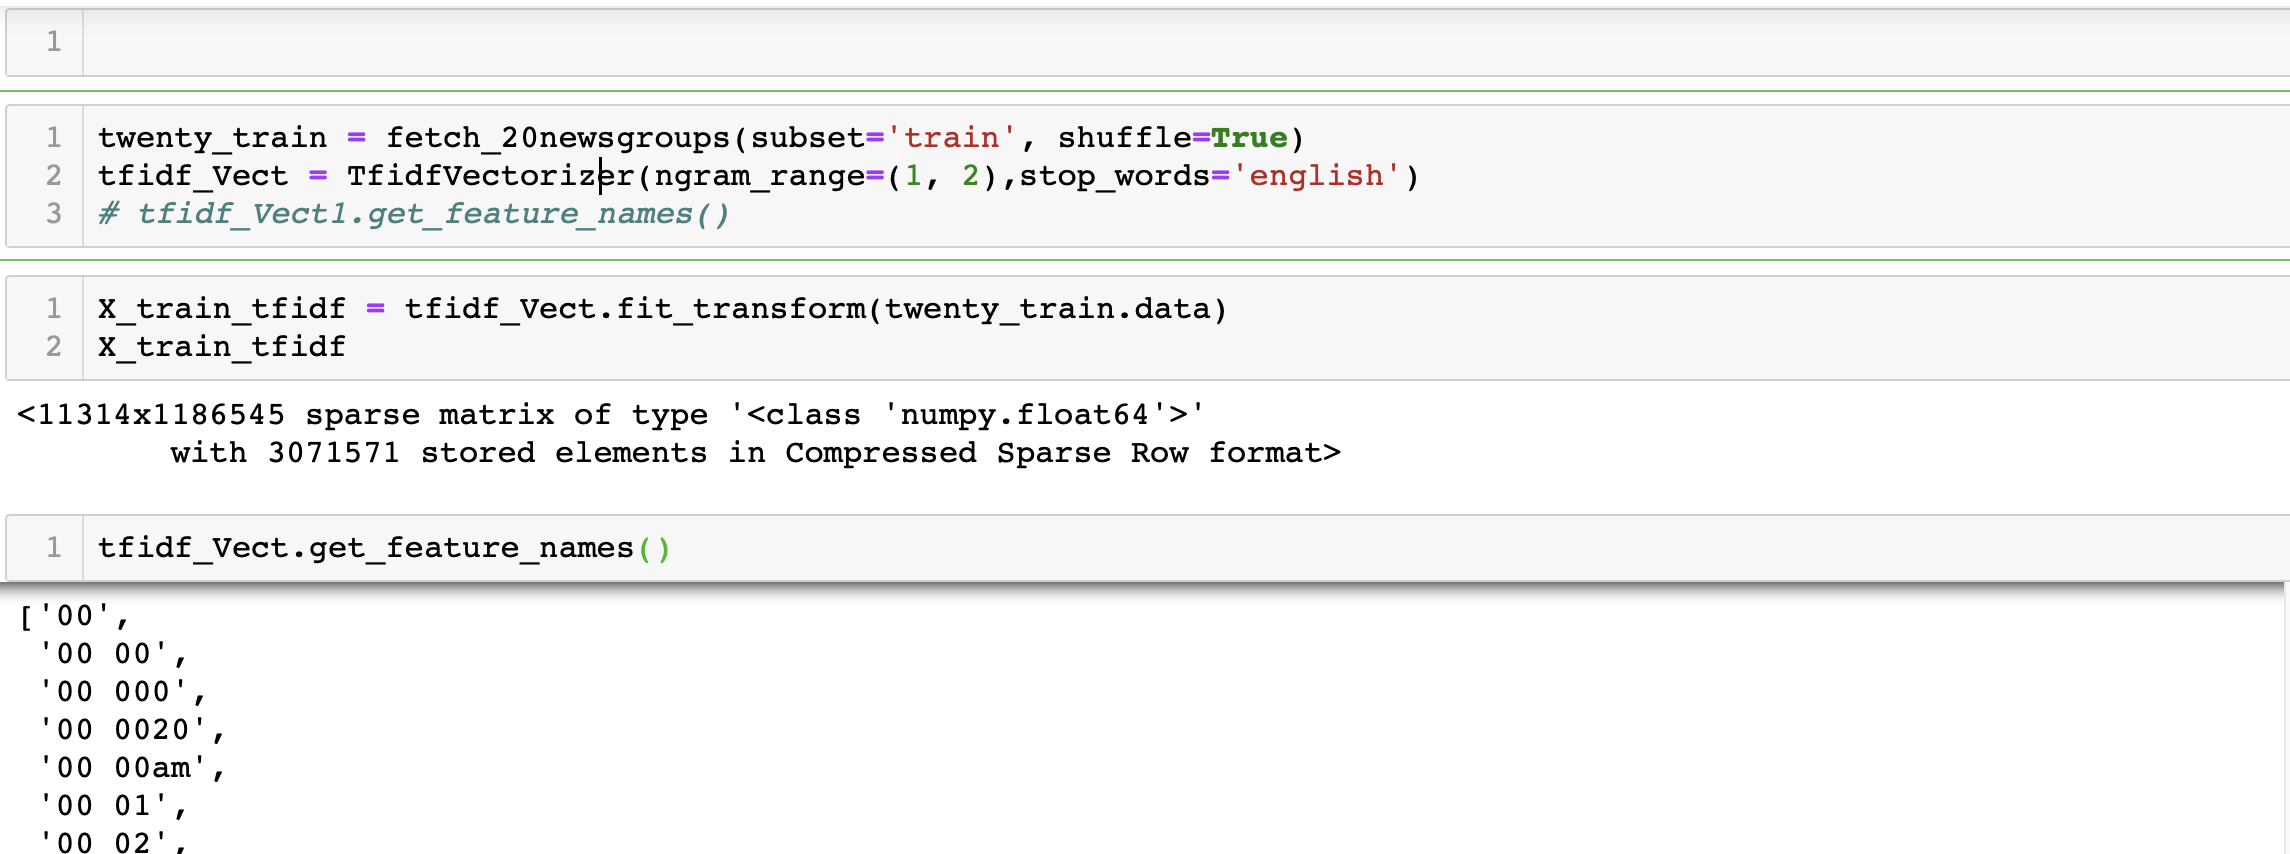 1
1 twenty_train = fetch_20newsgroups(subset='train', shuffle=True)
2 tfidf_Vect = TfidfVectorizer(ngram_range=(1, 2),stop_words='english')
3 # tfidf_Vect1.get_feature_names()
1 X_train_tfidf = tfidf_Vect.fit_transform(twenty_train.data)
2 X_train_tfidf
<11314x1186545 sparse matrix of type '<class 'numpy.float64'>'
        with 3071571 stored elements in Compressed Sparse Row format>
1 tfidf_Vect.get_feature_names()
['00',
 '00 00',
 '00 000',
 '00 0020',
 '00 00am',
 '00 01',
 '00 02',